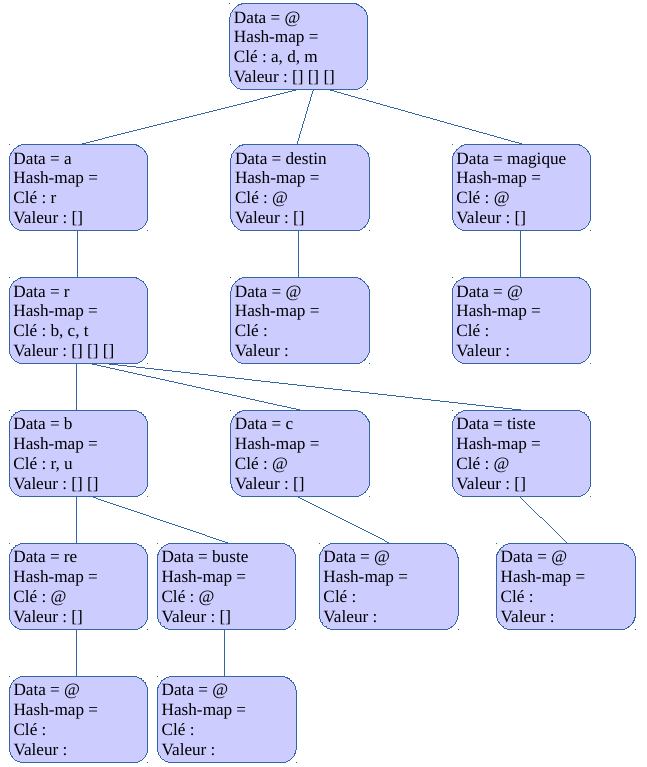 Data = @
Hash-map =
Clé : a, d, m
Valeur : [] [] []
Data = a
Hash-map =
Clé : r
Valeur : []
Data = destin
Hash-map =
Clé : @
Valeur : []
Data = magique
Hash-map =
Clé : @
Valeur : []
Data = r
Hash-map =
Clé : b, c, t
Valeur : [] [] []
Data = @
Hash-map =
Clé :
Valeur :
Data = @
Hash-map =
Clé :
Valeur :
Data = b
Hash-map =
Clé : r, u
Valeur : [] []
Data = c
Hash-map =
Clé : @
Valeur : []
Data = tiste
Hash-map =
Clé : @
Valeur : []
Data = re
Hash-map =
Clé : @
Valeur : []
Data = buste
Hash-map =
Clé : @
Valeur : []
Data = @
Hash-map =
Clé :
Valeur :
Data = @
Hash-map =
Clé :
Valeur :
Data = @
Hash-map =
Clé :
Valeur :
Data = @
Hash-map =
Clé :
Valeur :